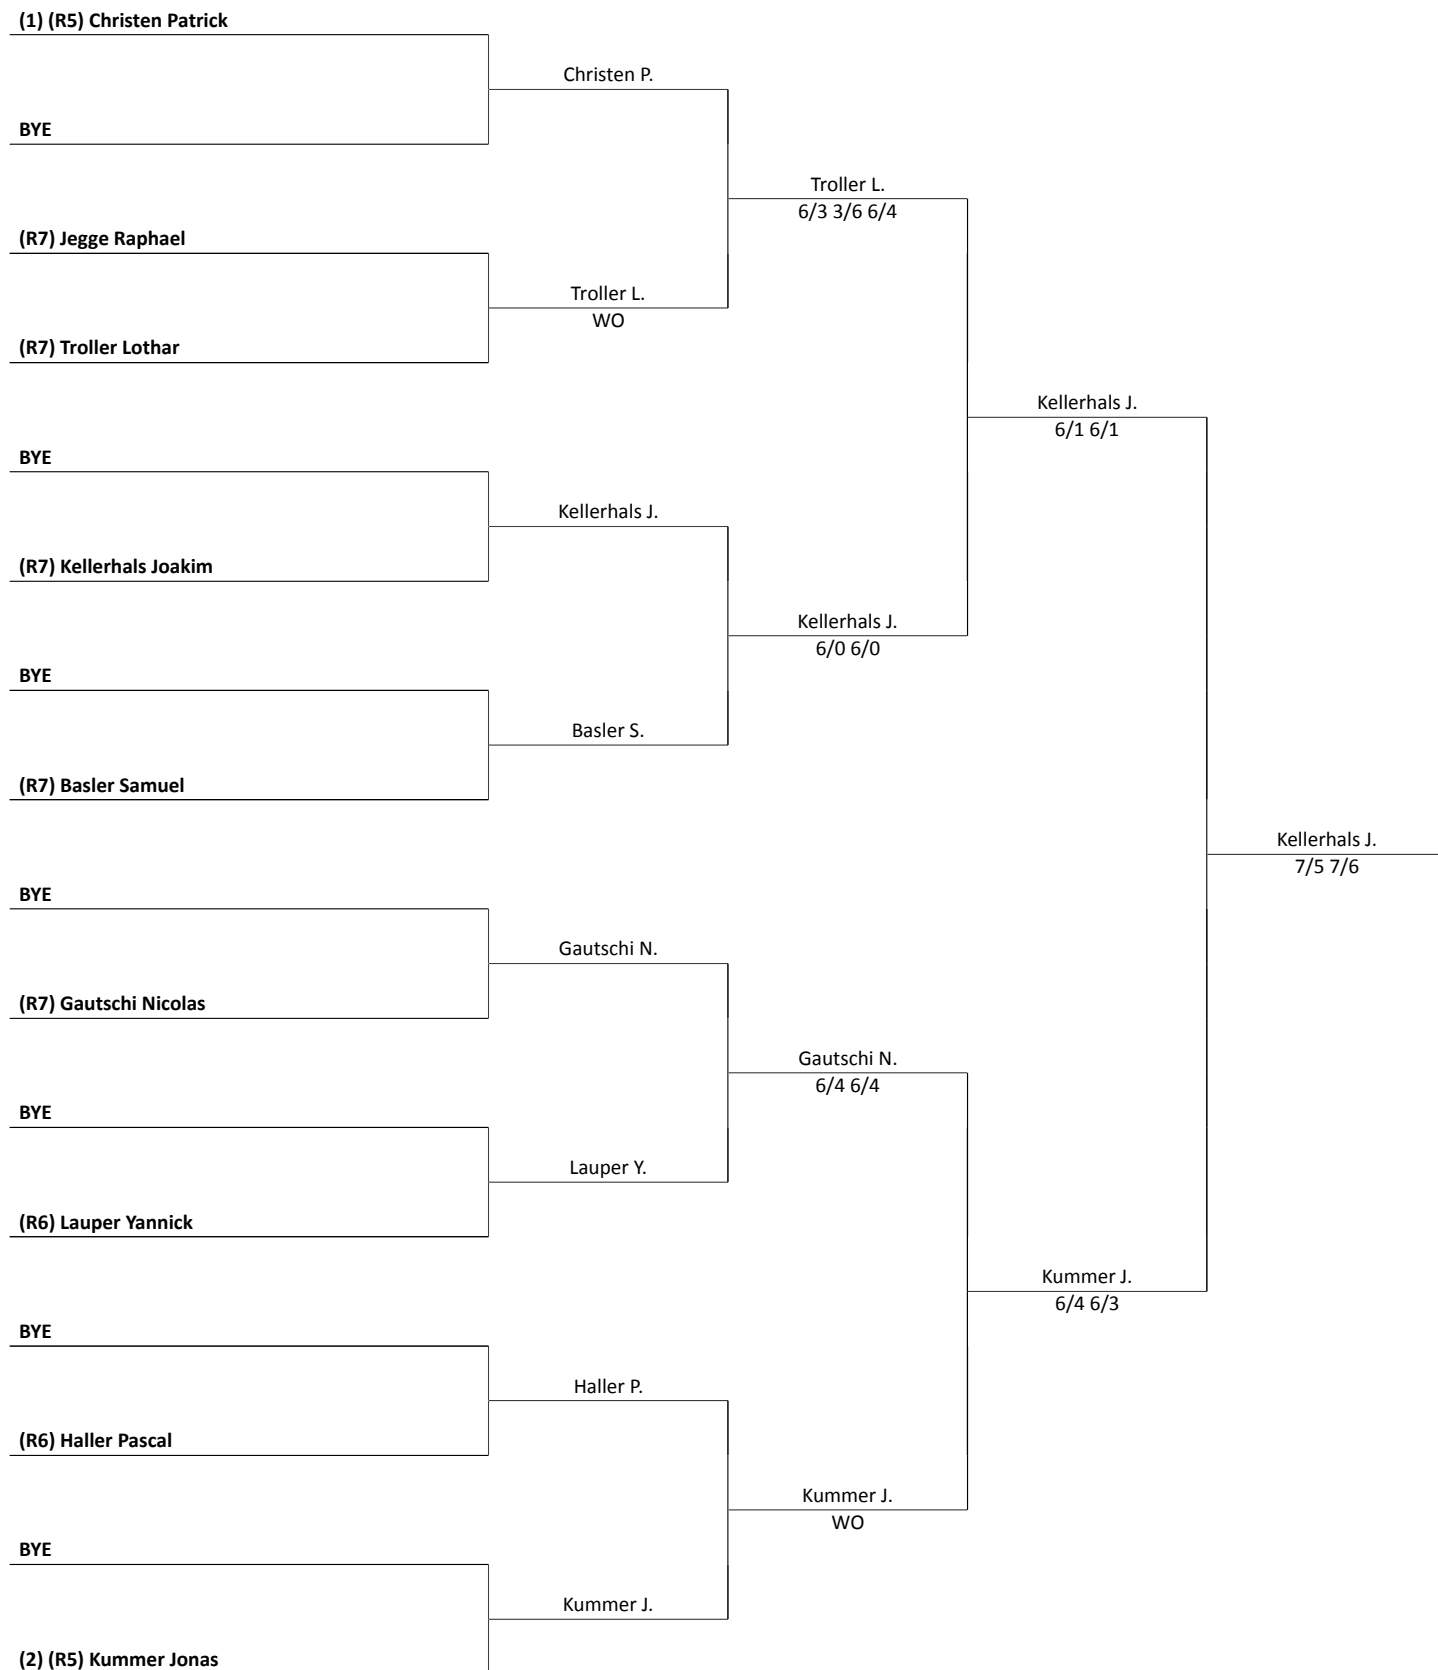 (1) (R5) Christen Patrick
Christen P.
BYE
Troller L.
6/3 3/6 6/4
(R7) Jegge Raphael
Troller L.
WO
(R7) Troller Lothar
Kellerhals J.
6/1 6/1
BYE
Kellerhals J.
(R7) Kellerhals Joakim
Kellerhals J.
6/0 6/0
BYE
Basler S.
(R7) Basler Samuel
Kellerhals J.
7/5 7/6
BYE
Gautschi N.
(R7) Gautschi Nicolas
Gautschi N.
6/4 6/4
BYE
Lauper Y.
(R6) Lauper Yannick
Kummer J.
6/4 6/3
BYE
Haller P.
(R6) Haller Pascal
Kummer J.
WO
BYE
Kummer J.
(2) (R5) Kummer Jonas